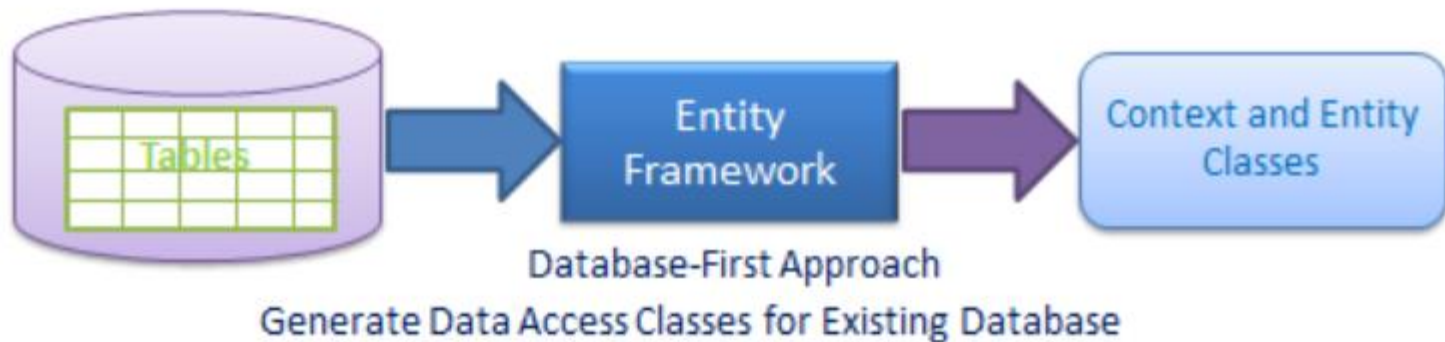 Tables
Entity
Framework
Context and Entity
Classes
Database-First Approach
Generate Data Access Classes for Existing Database